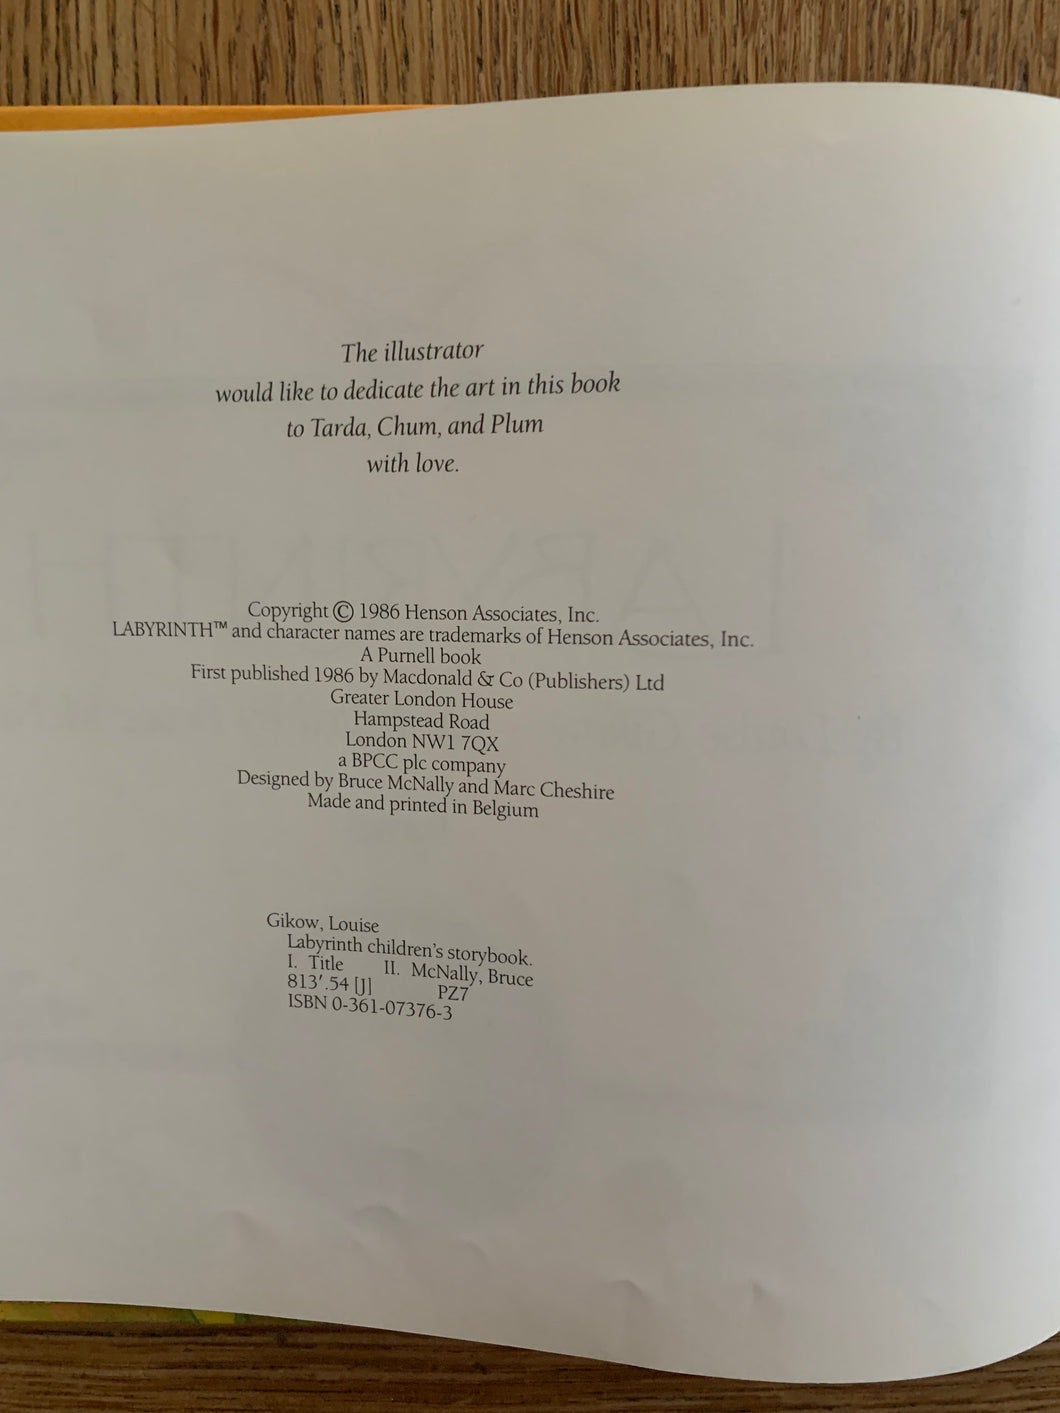 The illustrator
would like to dedicate the art in this book
to Tarda, Chum, and Plum
with love.
LABYRINTH
Copyright © 1986 Henson Associates, Inc.
LABYRINTH™ and character names are trademarks of Henson Associates, Inc.
A Purnell book
First published 1986 by Macdonald & Co (Publishers) Ltd
Greater London House
Hampstead Road
London NW1 7QX
a BPCC plc company
Designed by Bruce McNally and Marc Cheshire
Made and printed in Belgium
Gikow, Louise
Labyrinth children's storybook.
I. Title II. McNally, Bruce
813'.54 [J] PZ7
ISBN 0-361-07376-3